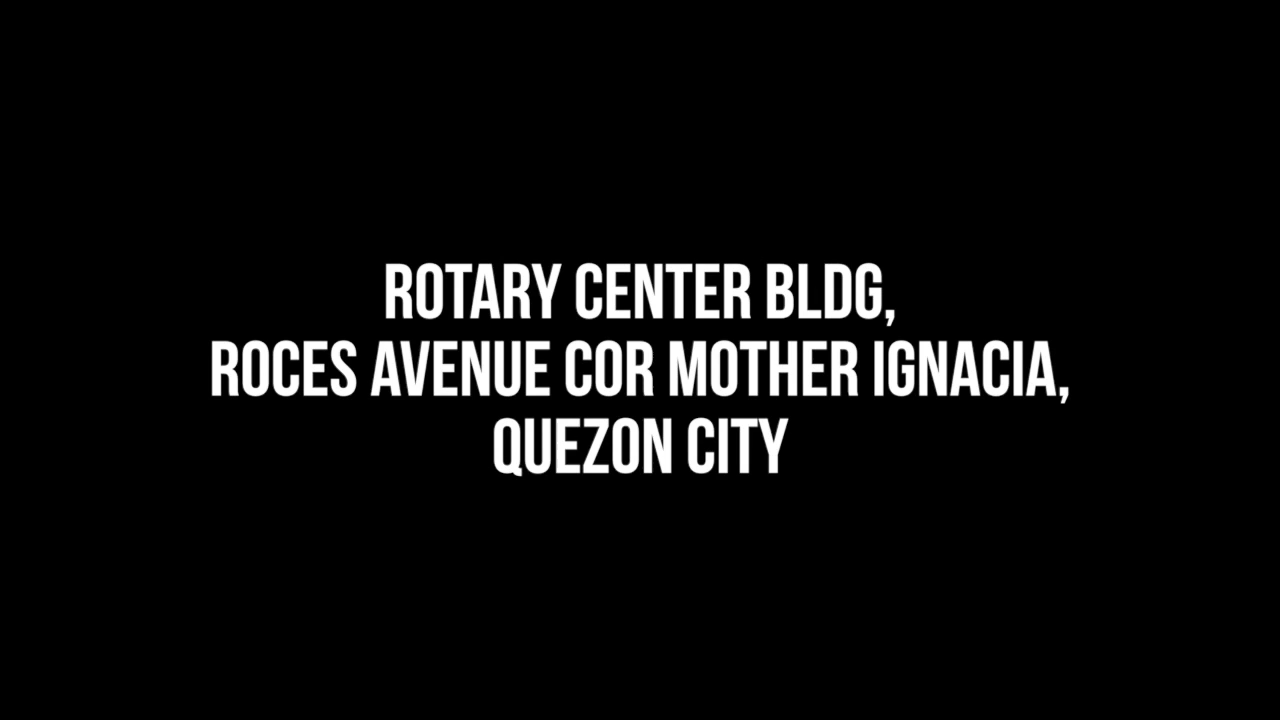 ROTARY CENTER BLDG,
ROCES AVENUE COR MOTHER IGNACIA,
QUEZON CITY